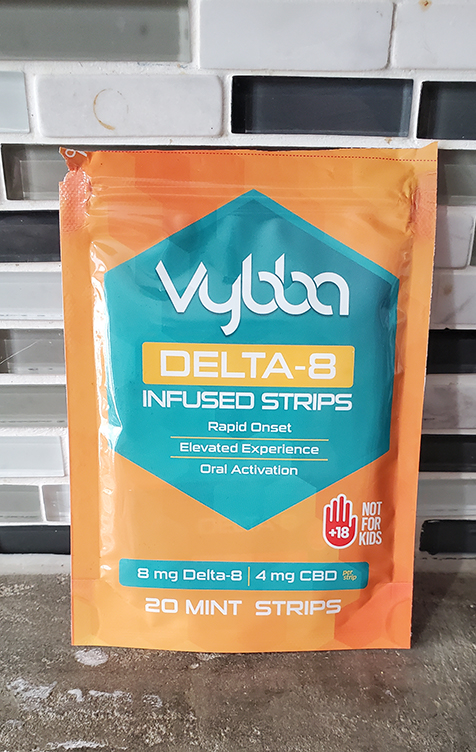 Vybba
DELTA-8
INFUSED STRIPS
Rapid Onset
Elevated Experience
Oral Activation
+18
NOT
FOR
KIDS
8 mg Delta-8 | 4 mg CBD per strip
20 MINT STRIPS